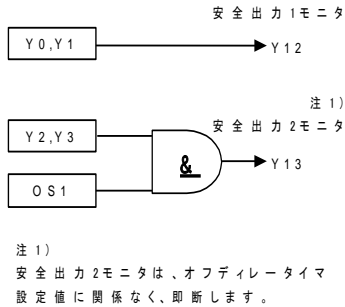 安全出力1モニタ
Y0,Y1
Y12
注1)
安全出力2モニタ
Y2,Y3
&
Y13
OS1
注1)
安全出力2モニタは、オフディレータイマ
設定値に関係なく、即断します。